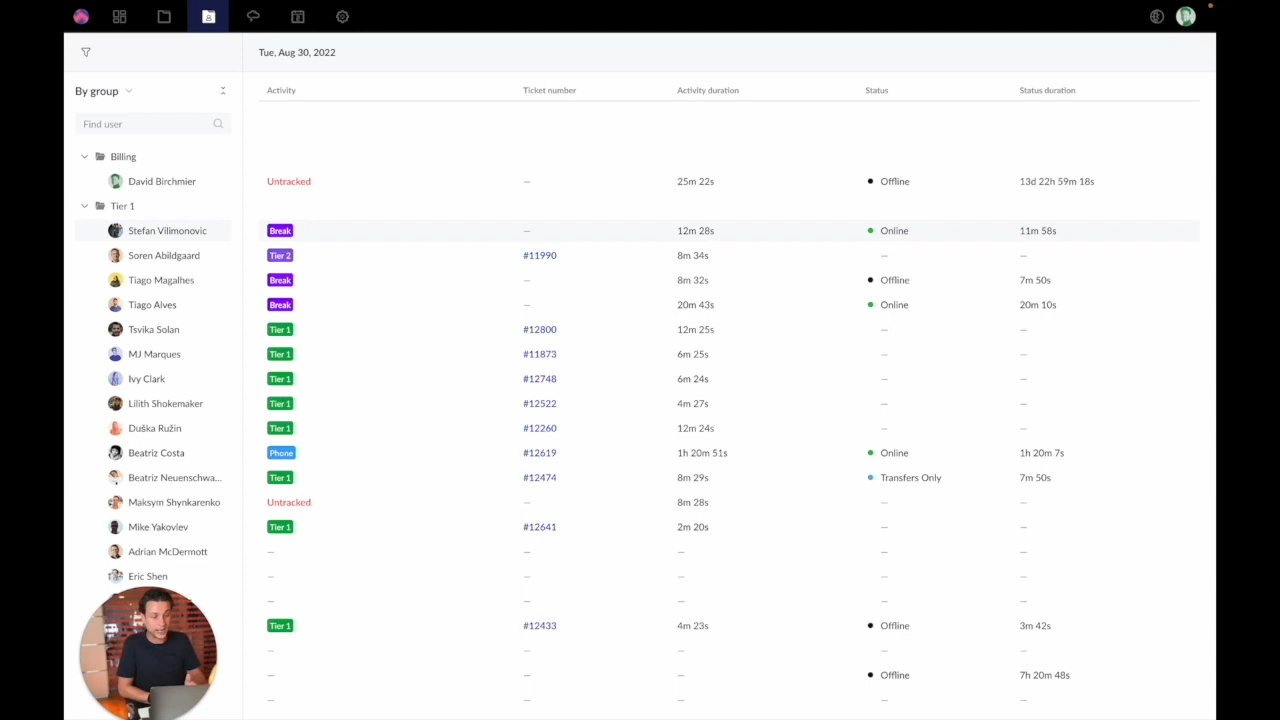 Tue, Aug 30, 2022
By group
Activity Ticket number Activity duration Status Status duration
Find user
Billing
David Birchmier Untracked — 25m 22s Offline 13d 22h 59m 18s
Tier 1
Stefan Vilimonovic Break — 12m 28s Online 11m 58s
Soren Abildgaard Tier 2 #11990 8m 34s — —
Tiago Magalhes Break — 8m 32s Offline 7m 50s
Tiago Alves Break — 20m 43s Online 20m 10s
Tsvika Solan Tier 1 #12800 12m 25s — —
MJ Marques Tier 1 #11873 6m 25s — —
Ivy Clark Tier 1 #12748 6m 24s — —
Lilith Shokemaker Tier 1 #12522 4m 27s — —
Duška Ružin Tier 1 #12260 12m 24s — —
Beatriz Costa Phone #12619 1h 20m 51s Online 1h 20m 7s
Beatriz Neuenschwa... Tier 1 #12474 8m 29s Transfers Only 7m 50s
Maksym Shynkarenko Untracked — 8m 28s — —
Mike Yakovlev Tier 1 #12641 2m 20s — —
Adrian McDermott — — — — —
Eric Shen — — — — —
— — — — —
Tier 1 #12433 4m 23s Offline 3m 42s
— — — — —
— — — Offline 7h 20m 48s
— — — — —